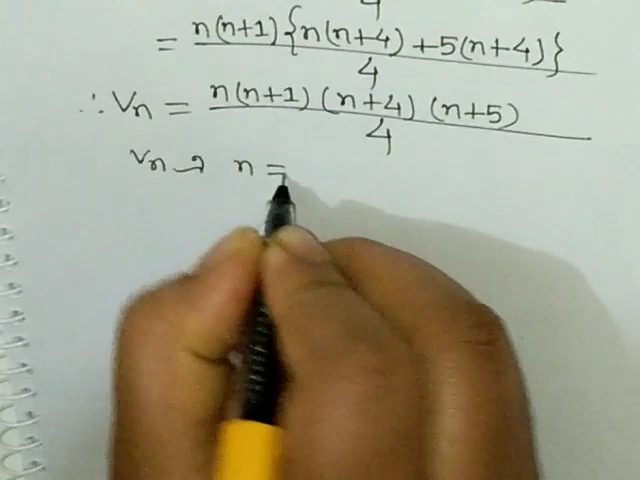 = n(n+1){n(n+4)+5(n+4)} / 4
∴ Vn = n(n+1)(n+4)(n+5) / 4
Vn n =